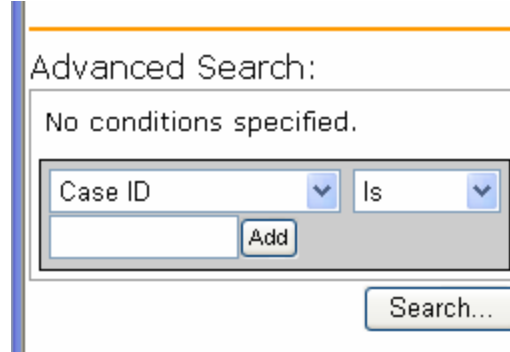 Advanced Search:
No conditions specified.
Case ID Is
Add
Search...